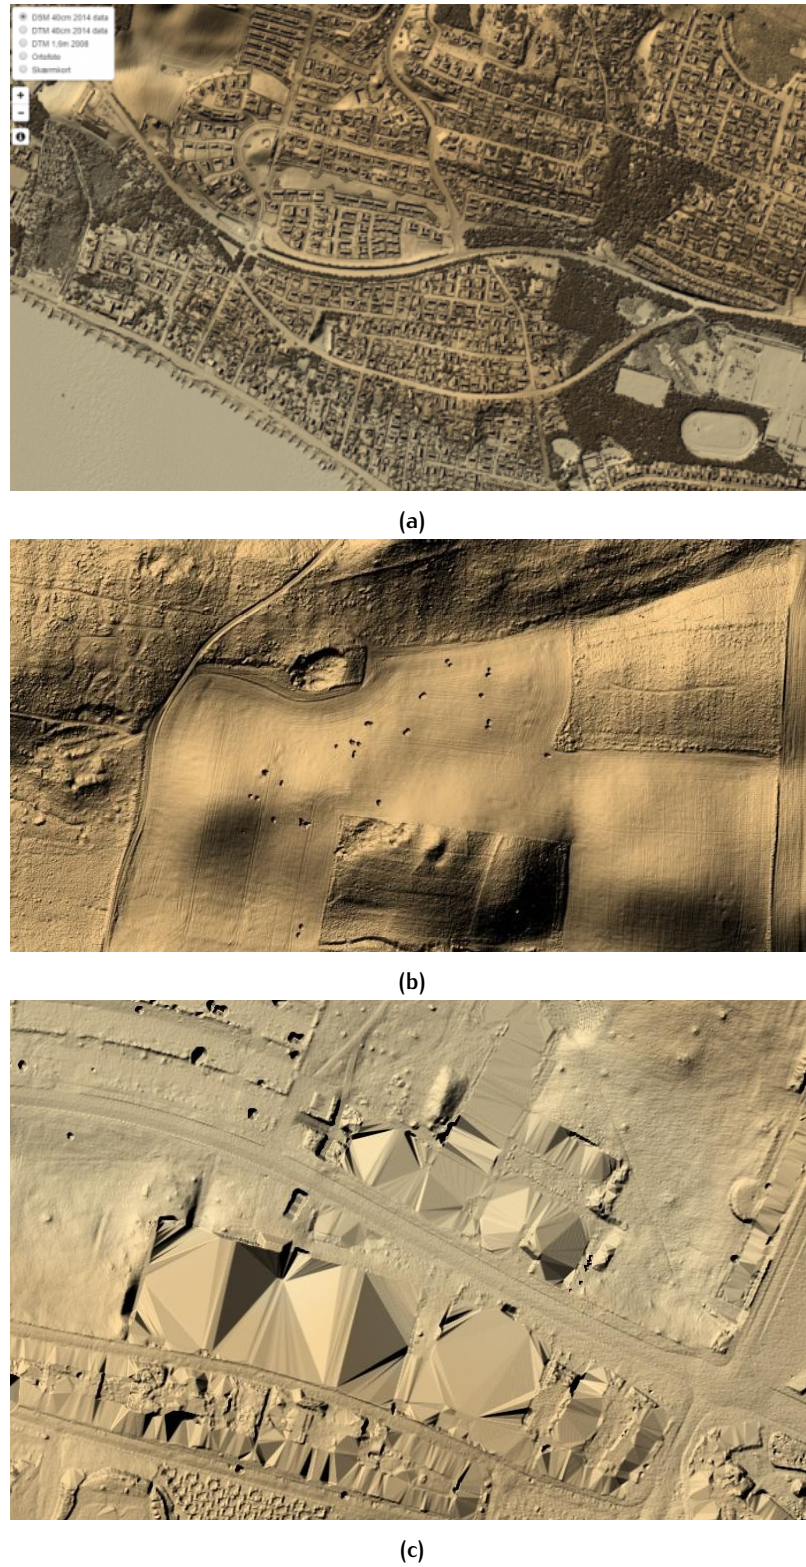 DSM 40cm 2014 data
DTM 40cm 2014 data
DTM 1,6m 2008
Ortofoto
Skærmkort
+
−
i
(a)
(b)
(c)